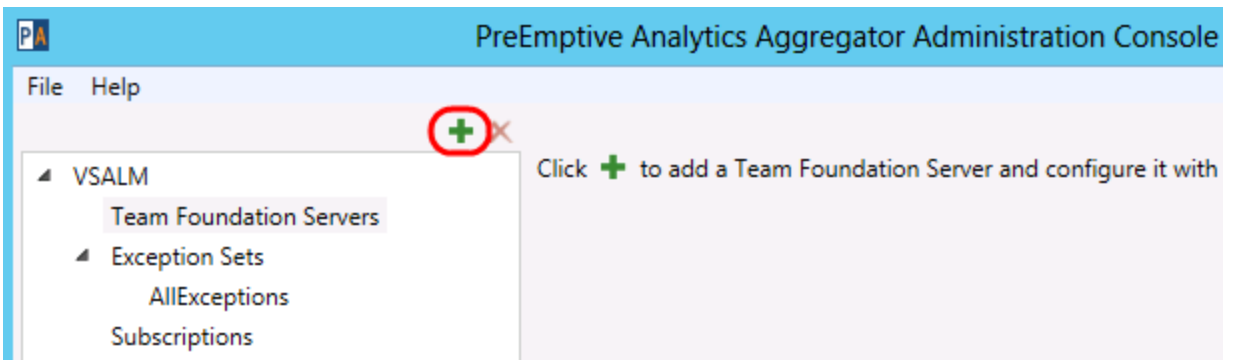 PA PreEmptive Analytics Aggregator Administration Console
File Help
Click to add a Team Foundation Server and configure it with
VSALM
Team Foundation Servers
Exception Sets
AllExceptions
Subscriptions